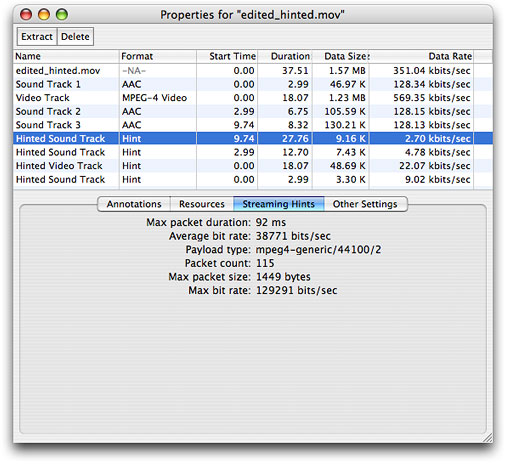 Properties for "edited_hinted.mov"
Extract Delete
Name Format Start Time Duration Data Size Data Rate
edited_hinted.mov -NA- 0.00 37.51 1.57 MB 351.04 kbits/sec
Sound Track 1 AAC 0.00 2.99 46.97 K 128.34 kbits/sec
Video Track MPEG-4 Video 0.00 18.07 1.23 MB 569.35 kbits/sec
Sound Track 2 AAC 2.99 6.75 105.59 K 128.15 kbits/sec
Sound Track 3 AAC 9.74 8.32 130.21 K 128.13 kbits/sec
Hinted Sound Track Hint 9.74 27.76 9.16 K 2.70 kbits/sec
Hinted Sound Track Hint 2.99 12.70 7.43 K 4.78 kbits/sec
Hinted Video Track Hint 0.00 18.07 48.69 K 22.07 kbits/sec
Hinted Sound Track Hint 0.00 2.99 3.30 K 9.02 kbits/sec
Annotations Resources Streaming Hints Other Settings
Max packet duration: 92 ms
Average bit rate: 38771 bits/sec
Payload type: mpeg4-generic/44100/2
Packet count: 115
Max packet size: 1449 bytes
Max bit rate: 129291 bits/sec